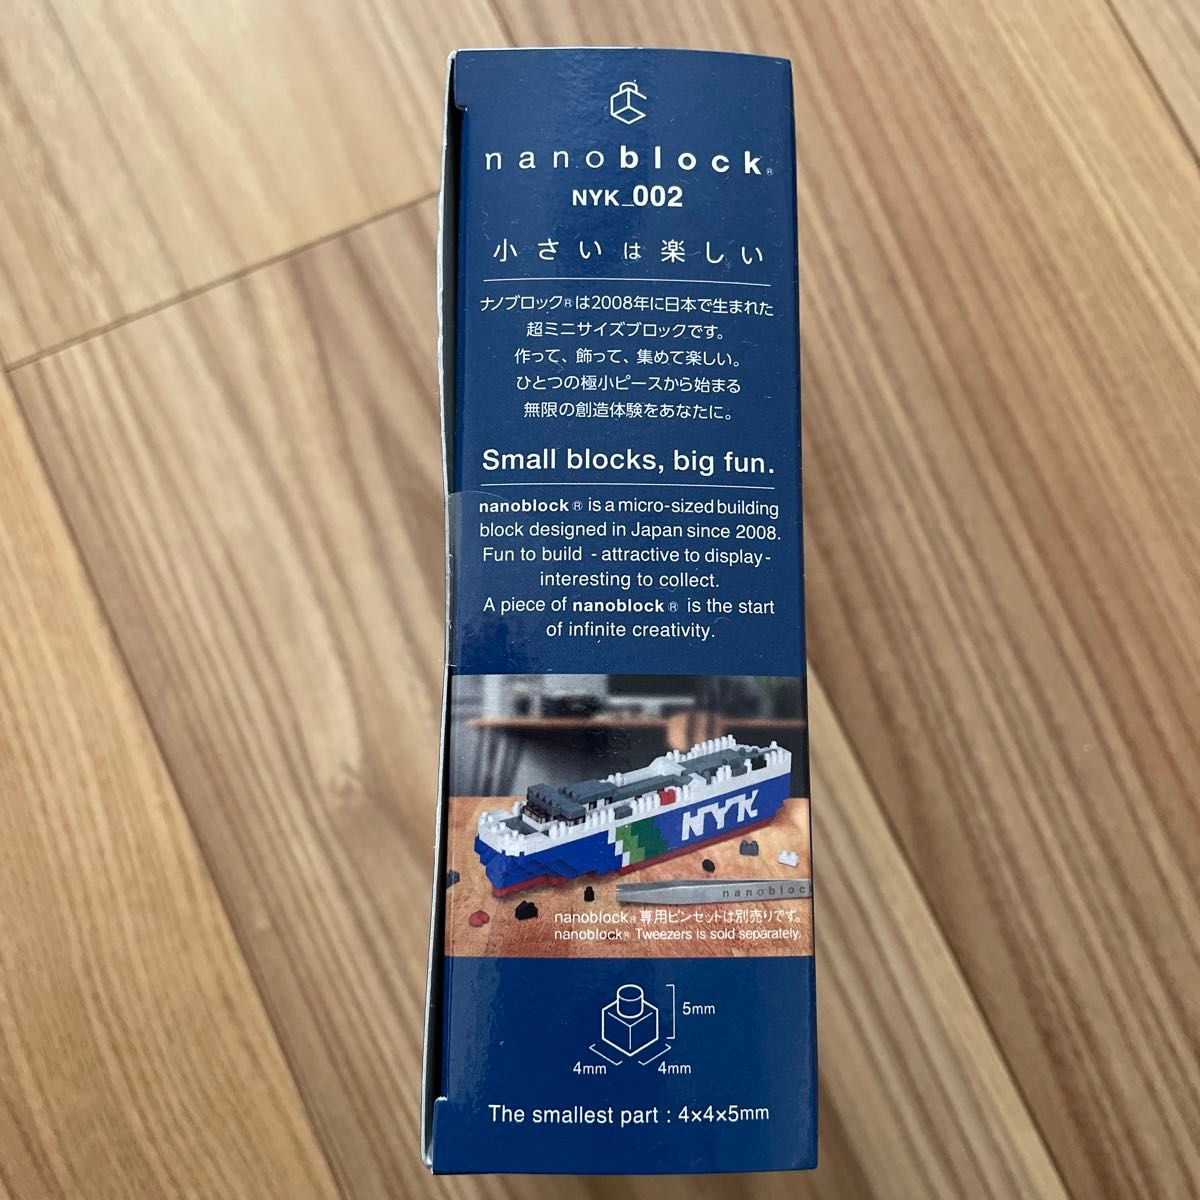 nanoblock®
NYK_002
小さいは楽しい
ナノブロック®は2008年に日本で生まれた
超ミニサイズブロックです。
作って、飾って、集めて楽しい。
ひとつの極小ピースから始まる
無限の創造体験をあなたに。
Small blocks, big fun.
nanoblock® is a micro-sized building
block designed in Japan since 2008.
Fun to build - attractive to display-
interesting to collect.
A piece of nanoblock® is the start
of infinite creativity.
NYK
nanoblock
nanoblock®専用ピンセットは別売りです。
nanoblock® Tweezers is sold separately.
5mm
4mm 4mm
The smallest part : 4×4×5mm